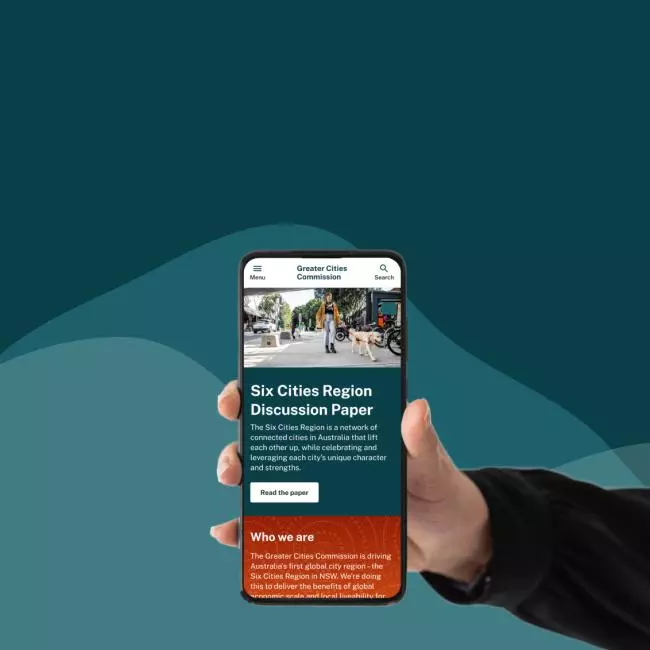 Greater Cities
Commission
Menu
Search
Six Cities Region
Discussion Paper
The Six Cities Region is a network of
connected cities in Australia that lift
each other up, while celebrating and
leveraging each city's unique character
and strengths.
Read the paper
Who we are
The Greater Cities Commission is driving
Australia's first global city region – the
Six Cities Region in NSW. We're doing
this to deliver the benefits of global
economic scale and local liveability for